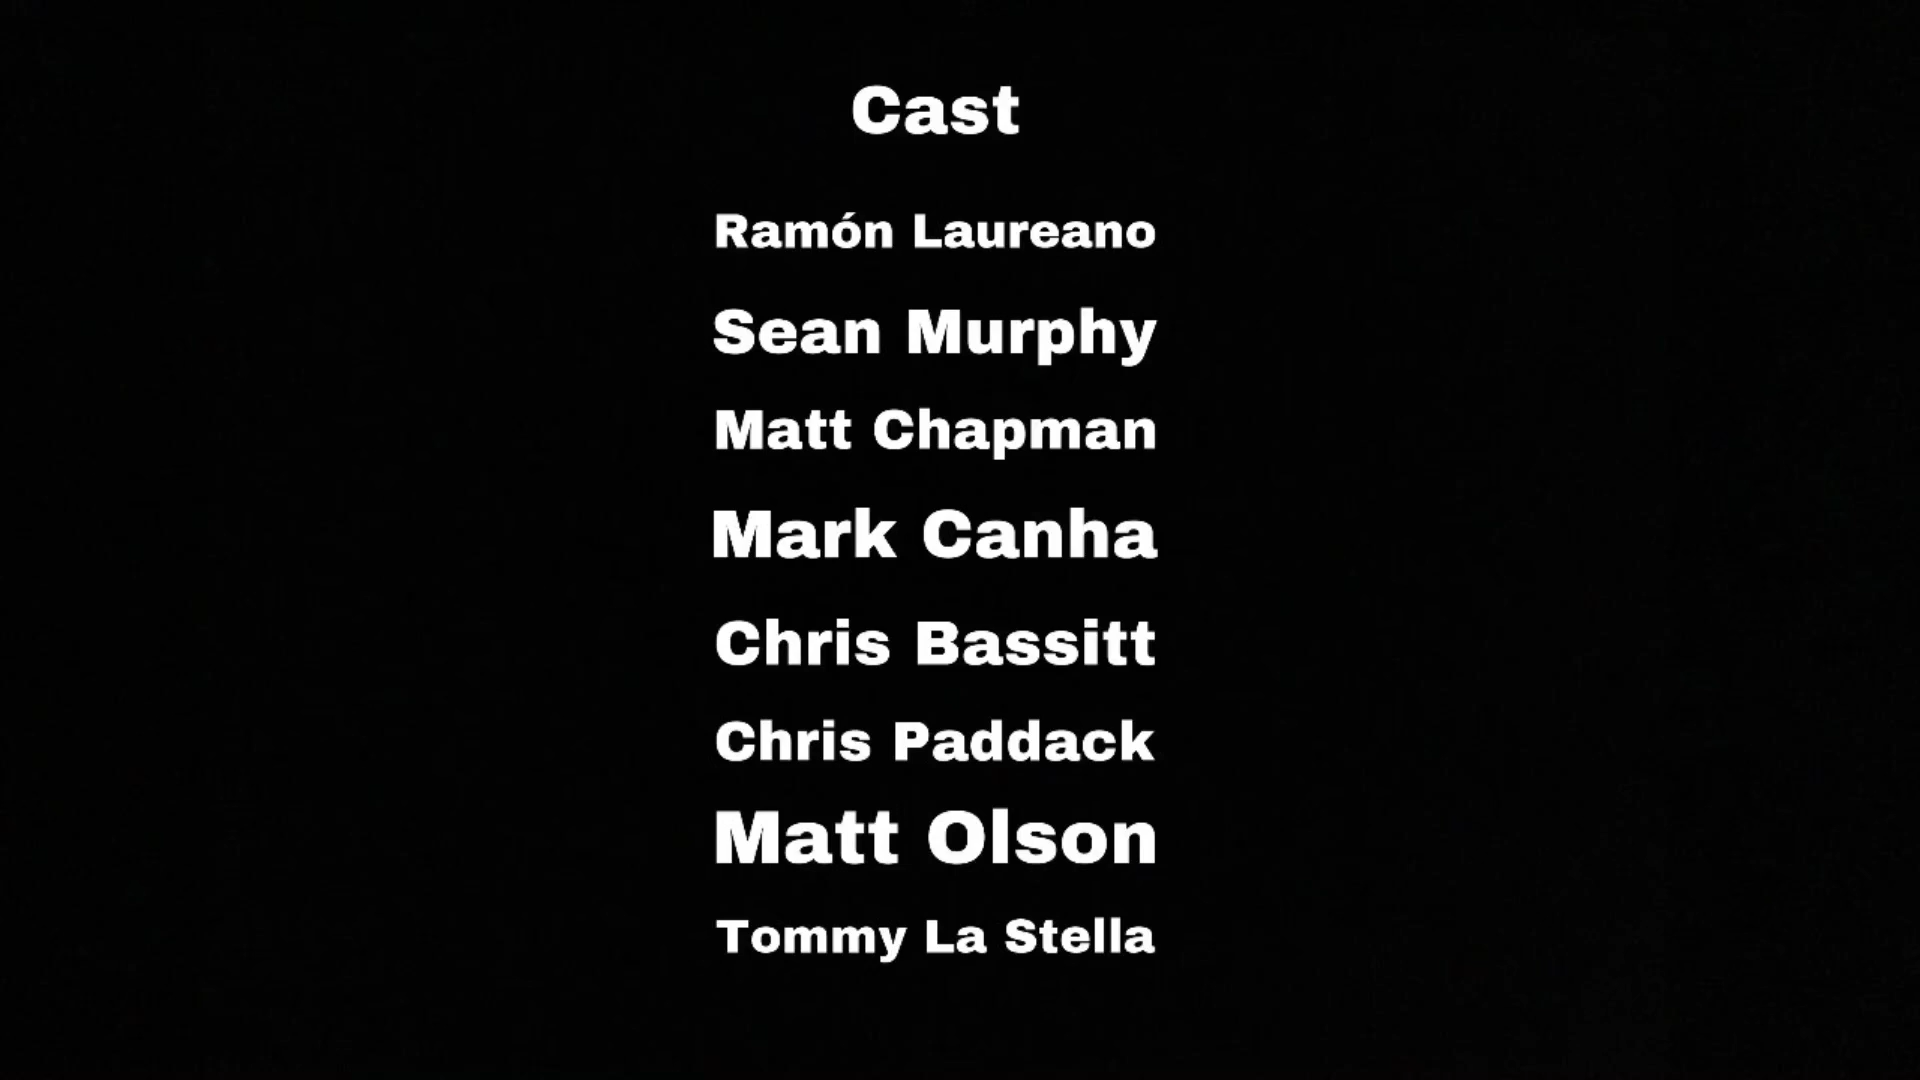 Cast
Ramón Laureano
Sean Murphy
Matt Chapman
Mark Canha
Chris Bassitt
Chris Paddack
Matt Olson
Tommy La Stella